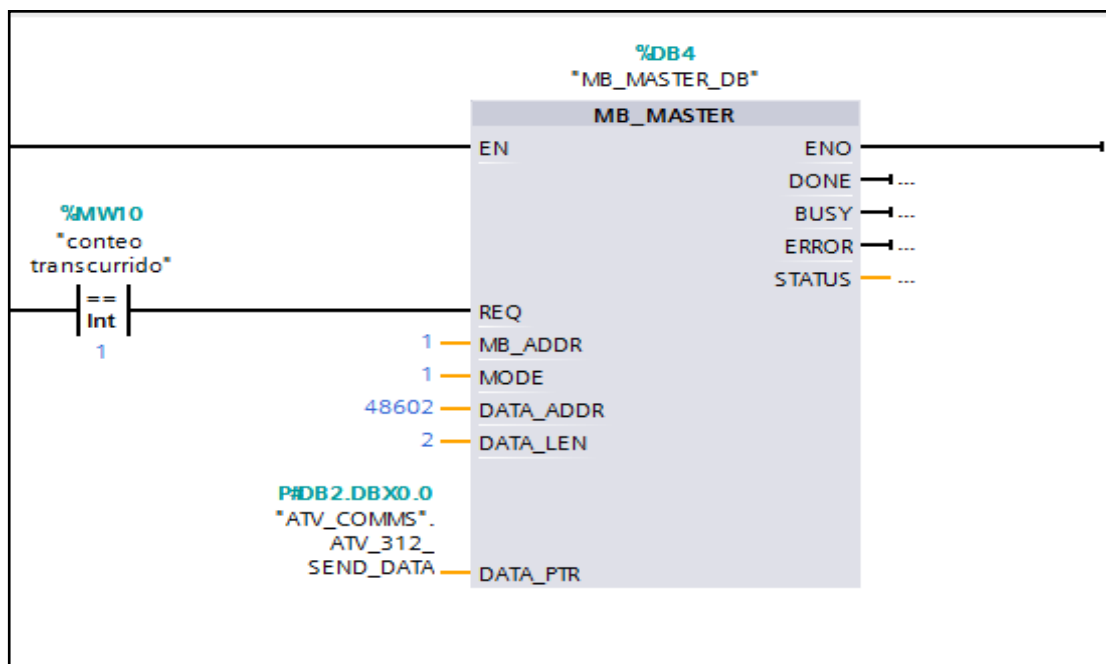 %DB4
"MB_MASTER_DB"
MB_MASTER
EN
ENO
DONE
...
BUSY
...
ERROR
...
STATUS
...
%MW10
"conteo
transcurrido"
==
Int
1
REQ
1
MB_ADDR
1
MODE
48602
DATA_ADDR
2
DATA_LEN
P#DB2.DBX0.0
"ATV_COMMS".
ATV_312_
SEND_DATA
DATA_PTR